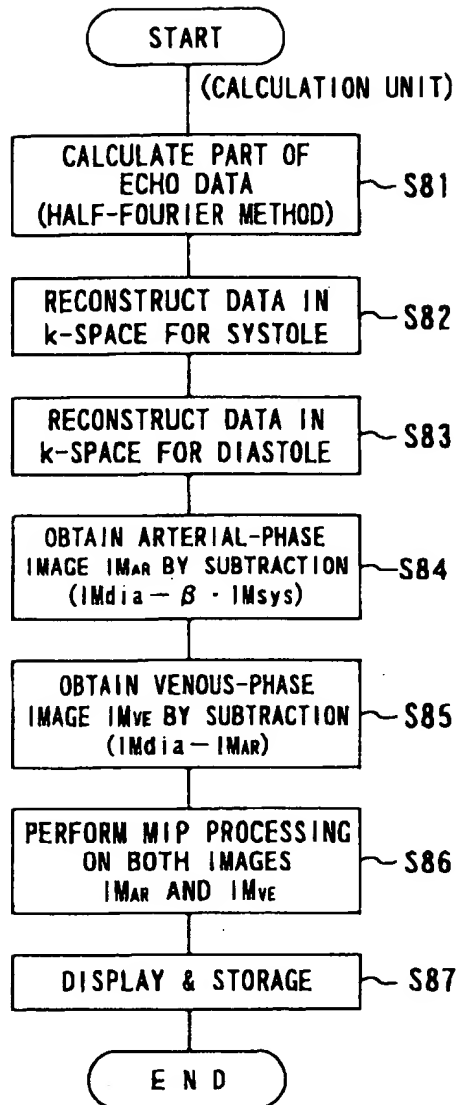 START
(CALCULATION UNIT)
CALCULATE PART OF
ECHO DATA
(HALF-FOURIER METHOD)
S81
RECONSTRUCT DATA IN
k-SPACE FOR SYSTOLE
S82
RECONSTRUCT DATA IN
k-SPACE FOR DIASTOLE
S83
OBTAIN ARTERIAL-PHASE
IMAGE IMAR BY SUBTRACTION
(IMdia - β · IMsys)
S84
OBTAIN VENOUS-PHASE
IMAGE IMVE BY SUBTRACTION
(IMdia - IMAR)
S85
PERFORM MIP PROCESSING
ON BOTH IMAGES
IMAR AND IMVE
S86
DISPLAY & STORAGE
S87
END